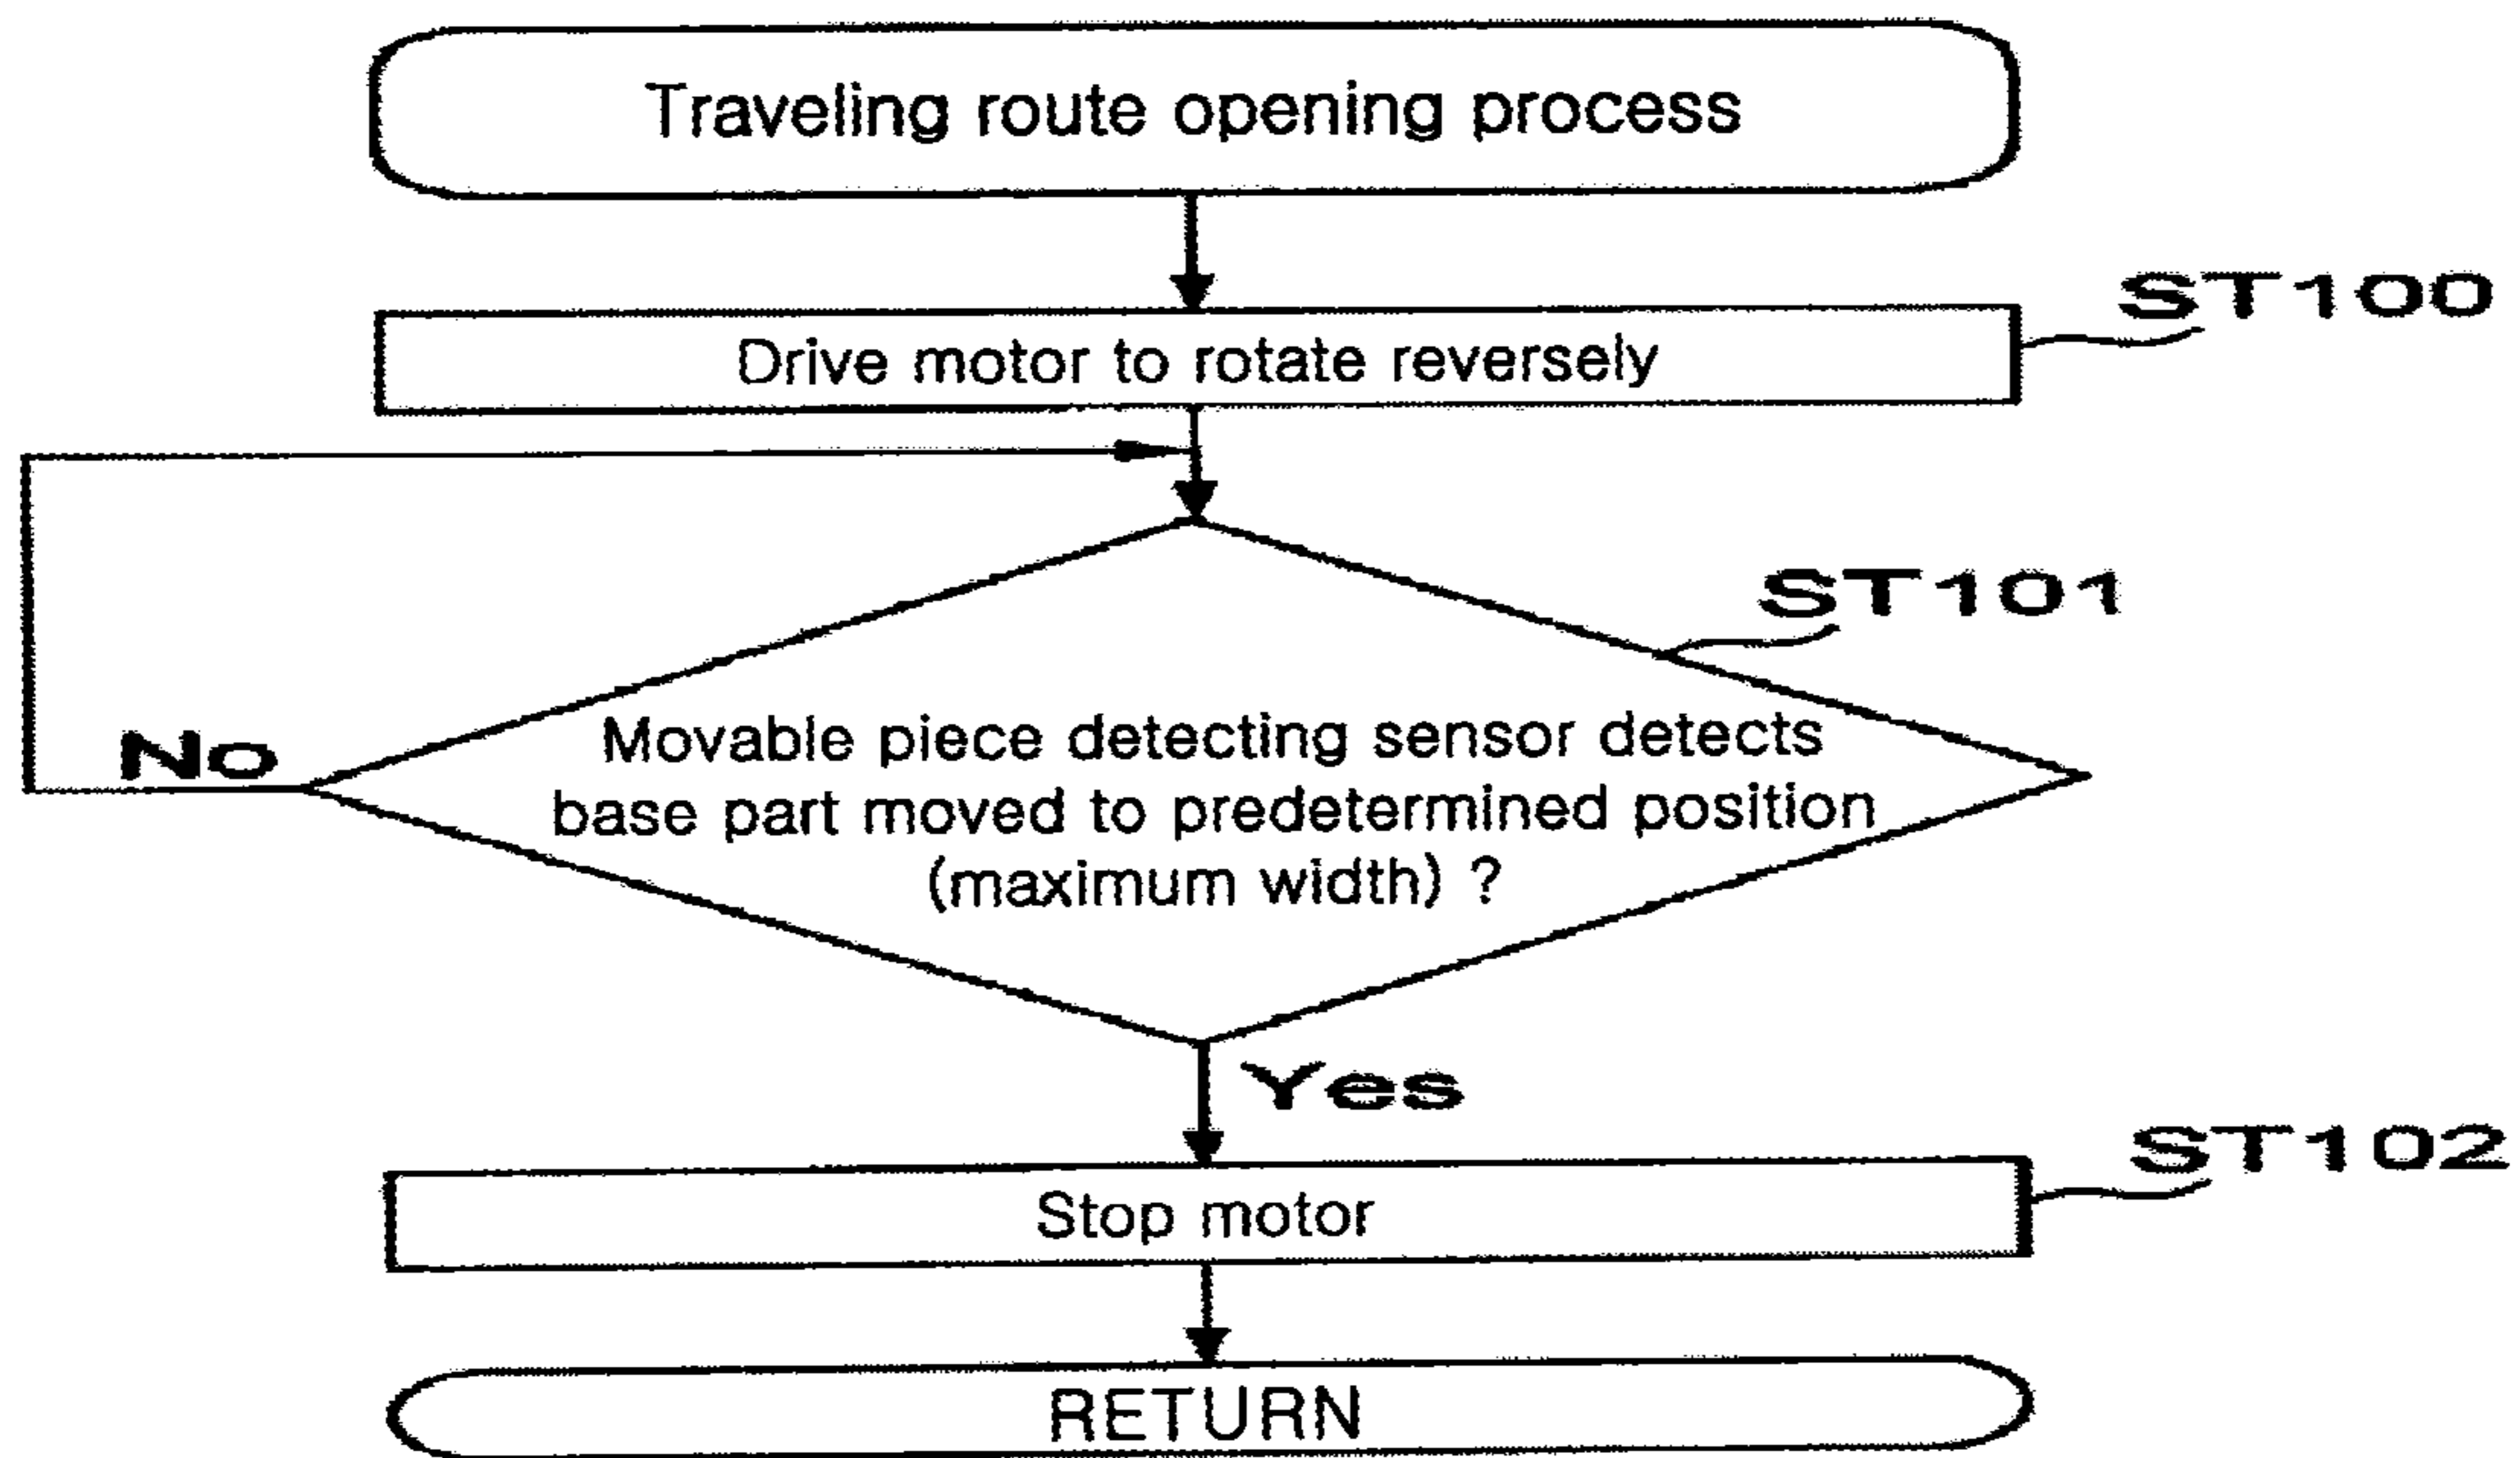 Traveling route opening process
ST100
Drive motor to rotate reversely
ST101
No
Movable piece detecting sensor detects
base part moved to predetermined position
(maximum width) ?
Yes
ST102
Stop motor
RETURN